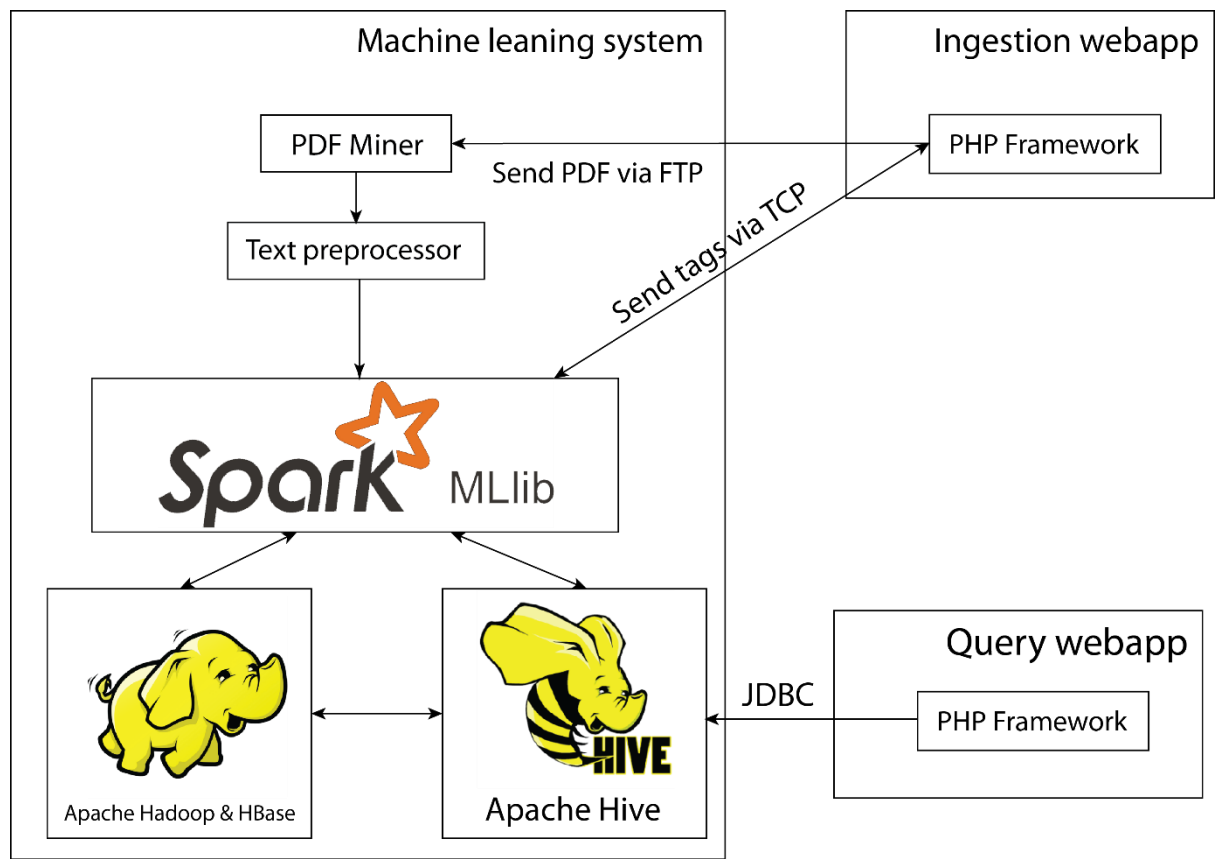 Machine leaning system
Ingestion webapp
PDF Miner
PHP Framework
Send PDF via FTP
Send tags via TCP
Text preprocessor
Spark MLlib
Query webapp
JDBC
PHP Framework
HIVE
Apache Hadoop & HBase
Apache Hive